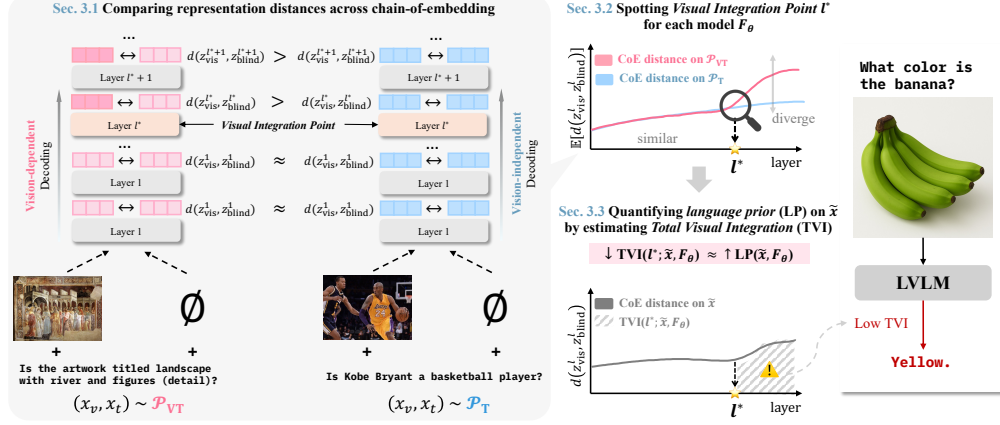 Sec. 3.1 Comparing representation distances across chain-of-embedding
...
d(z_vis^{l*+1}, z_blind^{l*+1}) > d(z_vis^{l*+1}, z_blind^{l*+1})
...
Layer l* + 1
Layer l* + 1
d(z_vis^{l*}, z_blind^{l*}) > d(z_vis^{l*}, z_blind^{l*})
Layer l*
Visual Integration Point
Layer l*
...
d(z_vis^1, z_blind^1) ≈ d(z_vis^1, z_blind^1)
...
Layer 1
Layer 1
d(z_vis^1, z_blind^1) ≈ d(z_vis^1, z_blind^1)
Layer 1
Layer 1
Vision-dependent
Decoding
Vision-independent
Decoding
∅
∅
24
+
+
+
+
Is the artwork titled landscape
with river and figures (detail)?
Is Kobe Bryant a basketball player?
(x_v, x_t) ~ P_VT
(x_v, x_t) ~ P_T
Sec. 3.2 Spotting Visual Integration Point l*
for each model F_θ
CoE distance on P_VT
CoE distance on P_T
E[d(z_vis^l, z_blind^l)]
similar
diverge
l*
layer
Sec. 3.3 Quantifying language prior (LP) on x̃
by estimating Total Visual Integration (TVI)
↓ TVI(l*; x̃, F_θ) ≈ ↑ LP(x̃, F_θ)
CoE distance on x̃
TVI(l*; x̃, F_θ)
d(z_vis^l, z_blind^l)
l*
layer
What color is
the banana?
LVLM
Low TVI
Yellow.